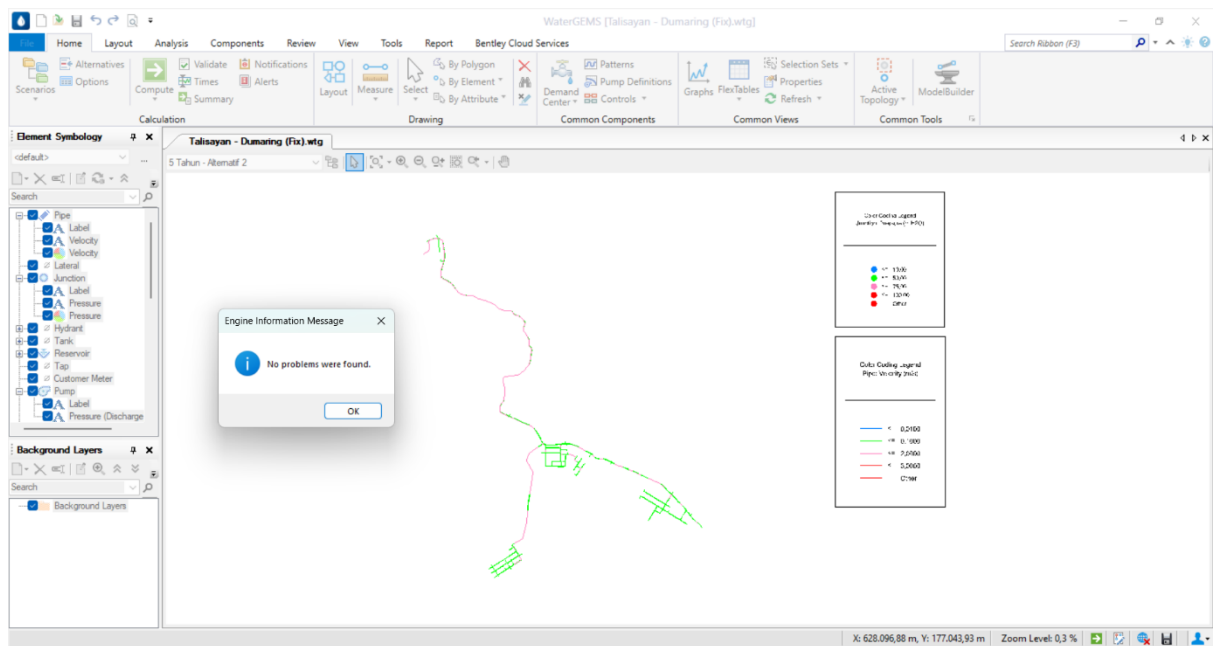 WaterGEMS [Talisayan - Dumaring (Fix).wtg]
File Home Layout Analysis Components Review View Tools Report Bentley Cloud Services
Search Ribbon (F3)
Scenarios
Alternatives
Options
Compute
Validate
Times
Summary
Notifications
Alerts
Calculation
Layout
Measure
Select
By Polygon
By Element
By Attribute
Drawing
Demand Center
Patterns
Pump Definitions
Controls
Common Components
Graphs
FlexTables
Selection Sets
Properties
Refresh
Common Views
Active Topology
ModelBuilder
Common Tools
Element Symbology
<default>
...
Search
Pipe
Label
Velocity
Velocity
Lateral
Junction
Label
Pressure
Pressure
Hydrant
Tank
Reservoir
Tap
Customer Meter
Pump
Label
Pressure (Discharge
Background Layers
Search
Background Layers
Talisayan - Dumaring (Fix).wtg
5 Tahun - Alternatif 2
Engine Information Message
No problems were found.
OK
Color Coding Legend
Other
Color Coding Legend
Pipe: Velocity
Other
X: 628.096,88 m, Y: 177.043,93 m
Zoom Level: 0,3 %